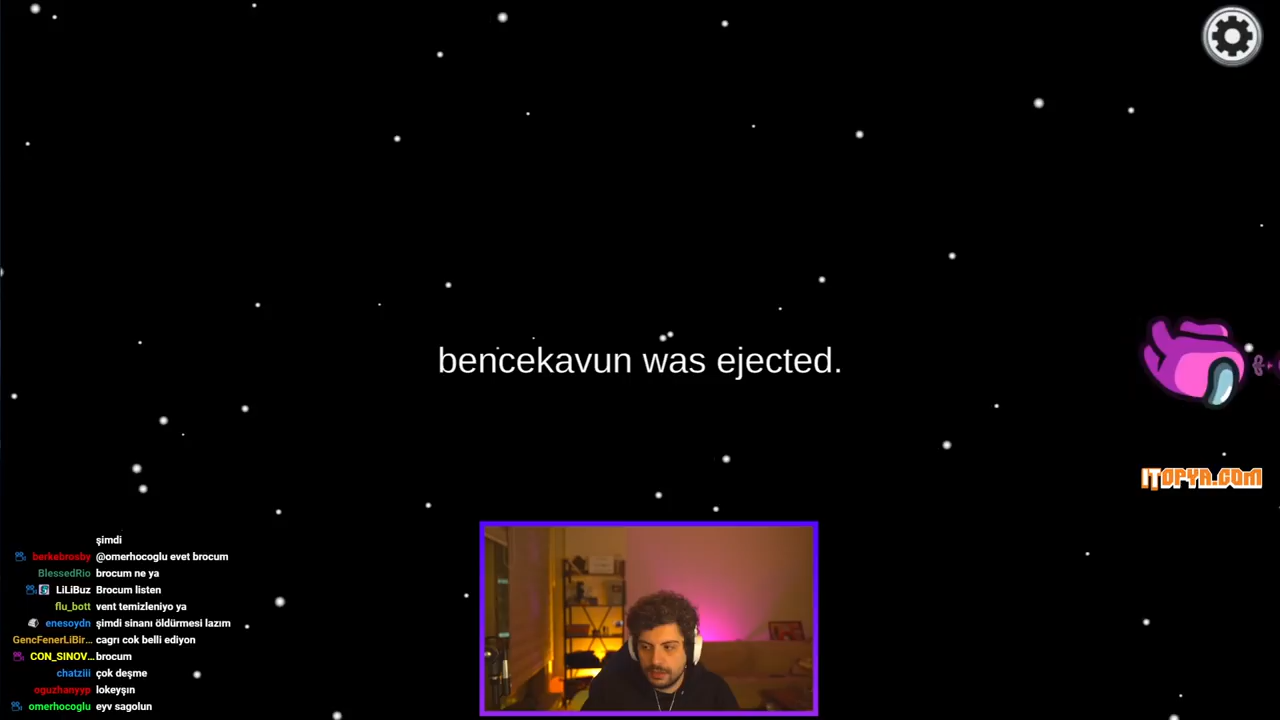 bencekavun was ejected.
ITOPYA.COM
şimdi
berkebrosby @omerhocoglu evet brocum
BlessedRio brocum ne ya
LiLiBuz Brocum listen
flu_bott vent temizleniyo ya
enesoydn şimdi sinanı öldürmesi lazım
GencFenerLiBir... cagrı cok belli ediyon
CON_SINOV... brocum
chatziii çok deşme
oguzhanyyp lokeyşın
omerhocoglu eyv sagolun